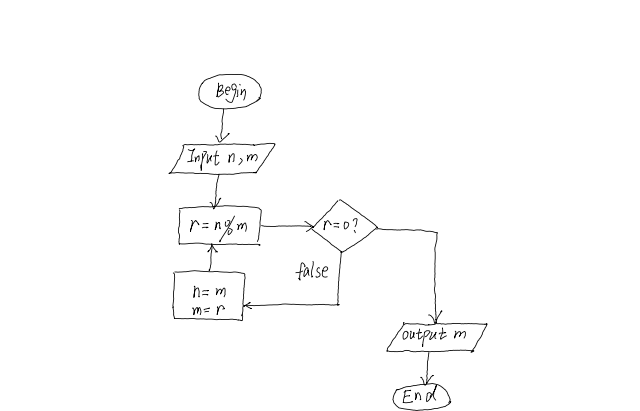 Begin
Input n, m
r = n % m
r = 0 ?
false
n = m
m = r
output m
End